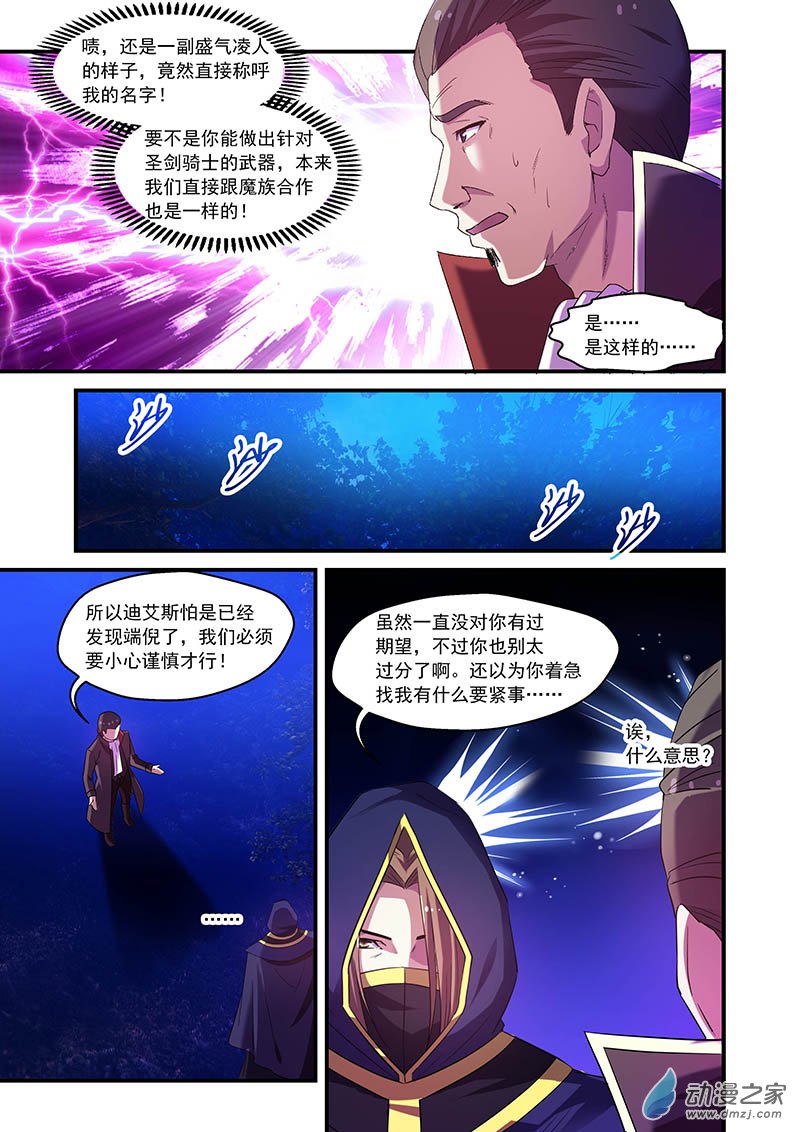 啧，还是一副盛气凌人
的样子，竟然直接称呼
我的名字！
要不是你能做出针对
圣剑骑士的武器，本来
我们直接跟魔族合作
也是一样的！
是……
是这样的……
沙
沙
沙
沙
所以迪艾斯怕是已经
发现端倪了，我们必须
要小心谨慎才行！
……
虽然一直没对你有过
期望，不过你也别太
过分了啊。还以为你着急
找我有什么要紧事……
诶，
什么意思？
动漫之家
www.dmzj.com